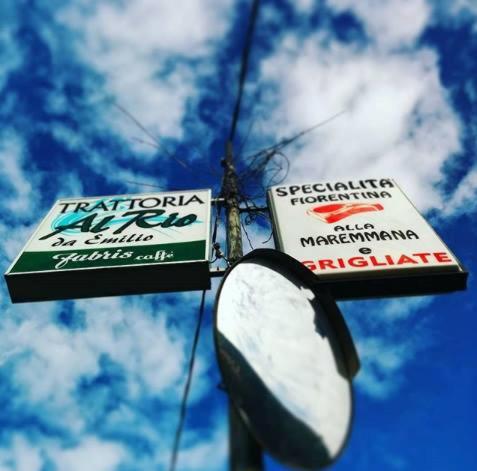 TRATTORIA
Al Rio
da Emilio
fabris caffè
SPECIALITÀ
FIORENTINA
ALLA
MAREMMANA
e
GRIGLIATE